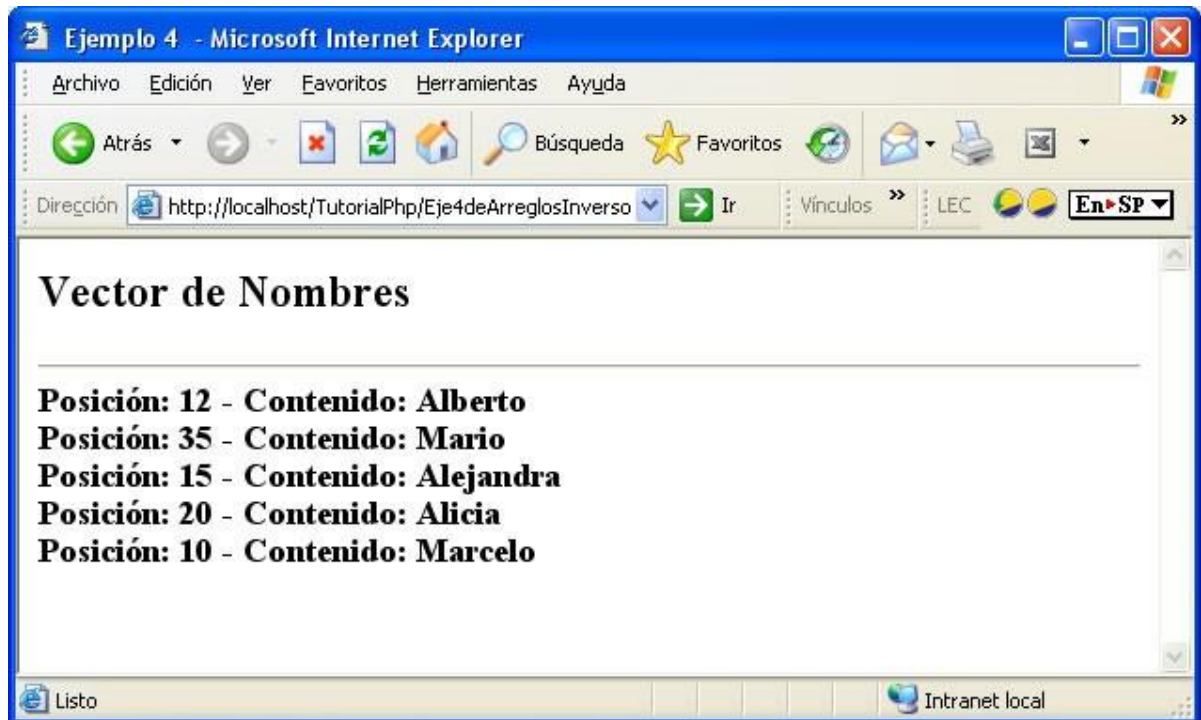 Ejemplo 4 - Microsoft Internet Explorer
Archivo Edición Ver Favoritos Herramientas Ayuda
Atrás Búsqueda Favoritos »
Dirección http://localhost/TutorialPhp/Eje4deArreglosInverso Ir Vínculos » LEC En▸SP
Vector de Nombres
Posición: 12 - Contenido: Alberto
Posición: 35 - Contenido: Mario
Posición: 15 - Contenido: Alejandra
Posición: 20 - Contenido: Alicia
Posición: 10 - Contenido: Marcelo
Listo Intranet local